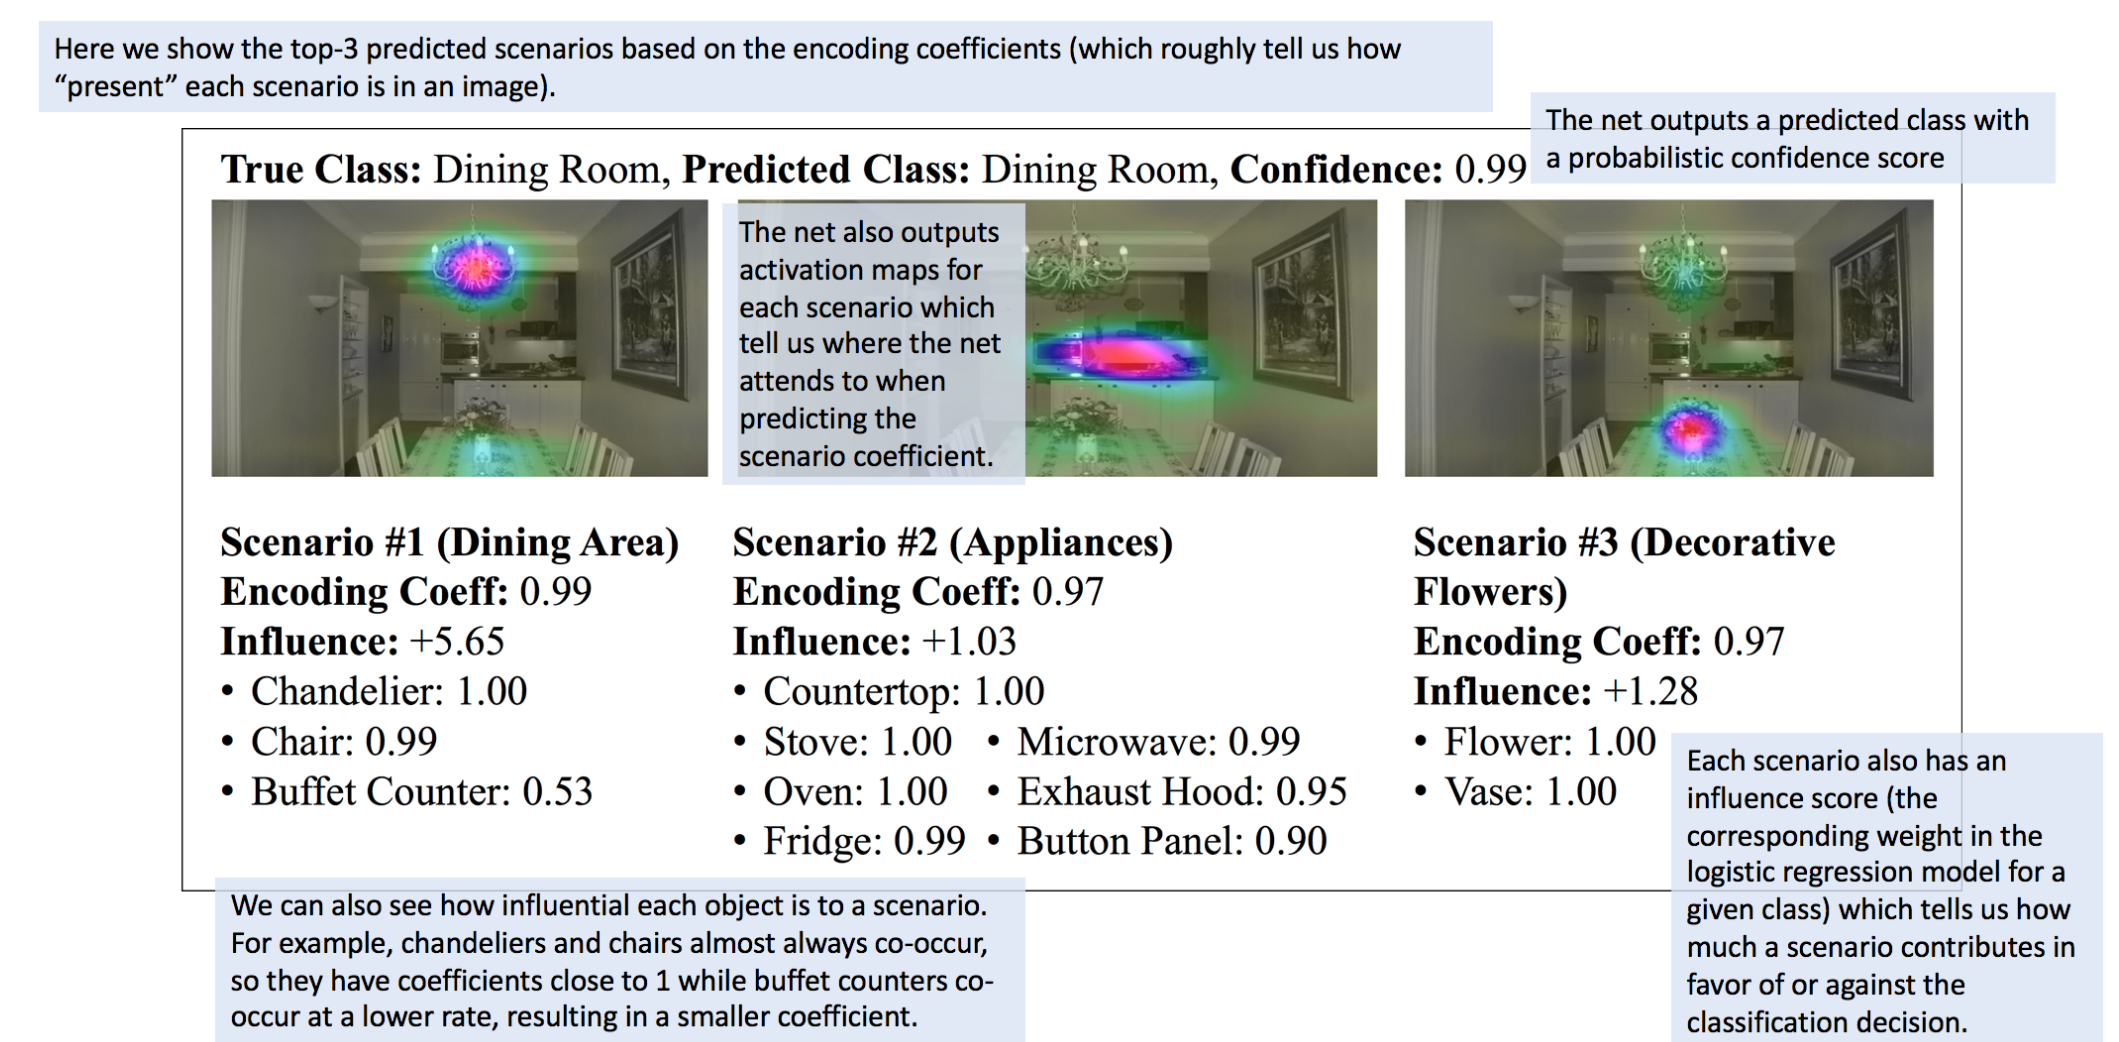 Here we show the top-3 predicted scenarios based on the encoding coefficients (which roughly tell us how
“present” each scenario is in an image).
The net outputs a predicted class with
a probabilistic confidence score
True Class: Dining Room, Predicted Class: Dining Room, Confidence: 0.99
The net also outputs
activation maps for
each scenario which
tell us where the net
attends to when
predicting the
scenario coefficient.
Scenario #1 (Dining Area)
Encoding Coeff: 0.99
Influence: +5.65
• Chandelier: 1.00
• Chair: 0.99
• Buffet Counter: 0.53
Scenario #2 (Appliances)
Encoding Coeff: 0.97
Influence: +1.03
• Countertop: 1.00
• Stove: 1.00 • Microwave: 0.99
• Oven: 1.00 • Exhaust Hood: 0.95
• Fridge: 0.99 • Button Panel: 0.90
Scenario #3 (Decorative
Flowers)
Encoding Coeff: 0.97
Influence: +1.28
• Flower: 1.00
• Vase: 1.00
Each scenario also has an
influence score (the
corresponding weight in the
logistic regression model for a
given class) which tells us how
much a scenario contributes in
favor of or against the
classification decision.
We can also see how influential each object is to a scenario.
For example, chandeliers and chairs almost always co-occur,
so they have coefficients close to 1 while buffet counters co-
occur at a lower rate, resulting in a smaller coefficient.